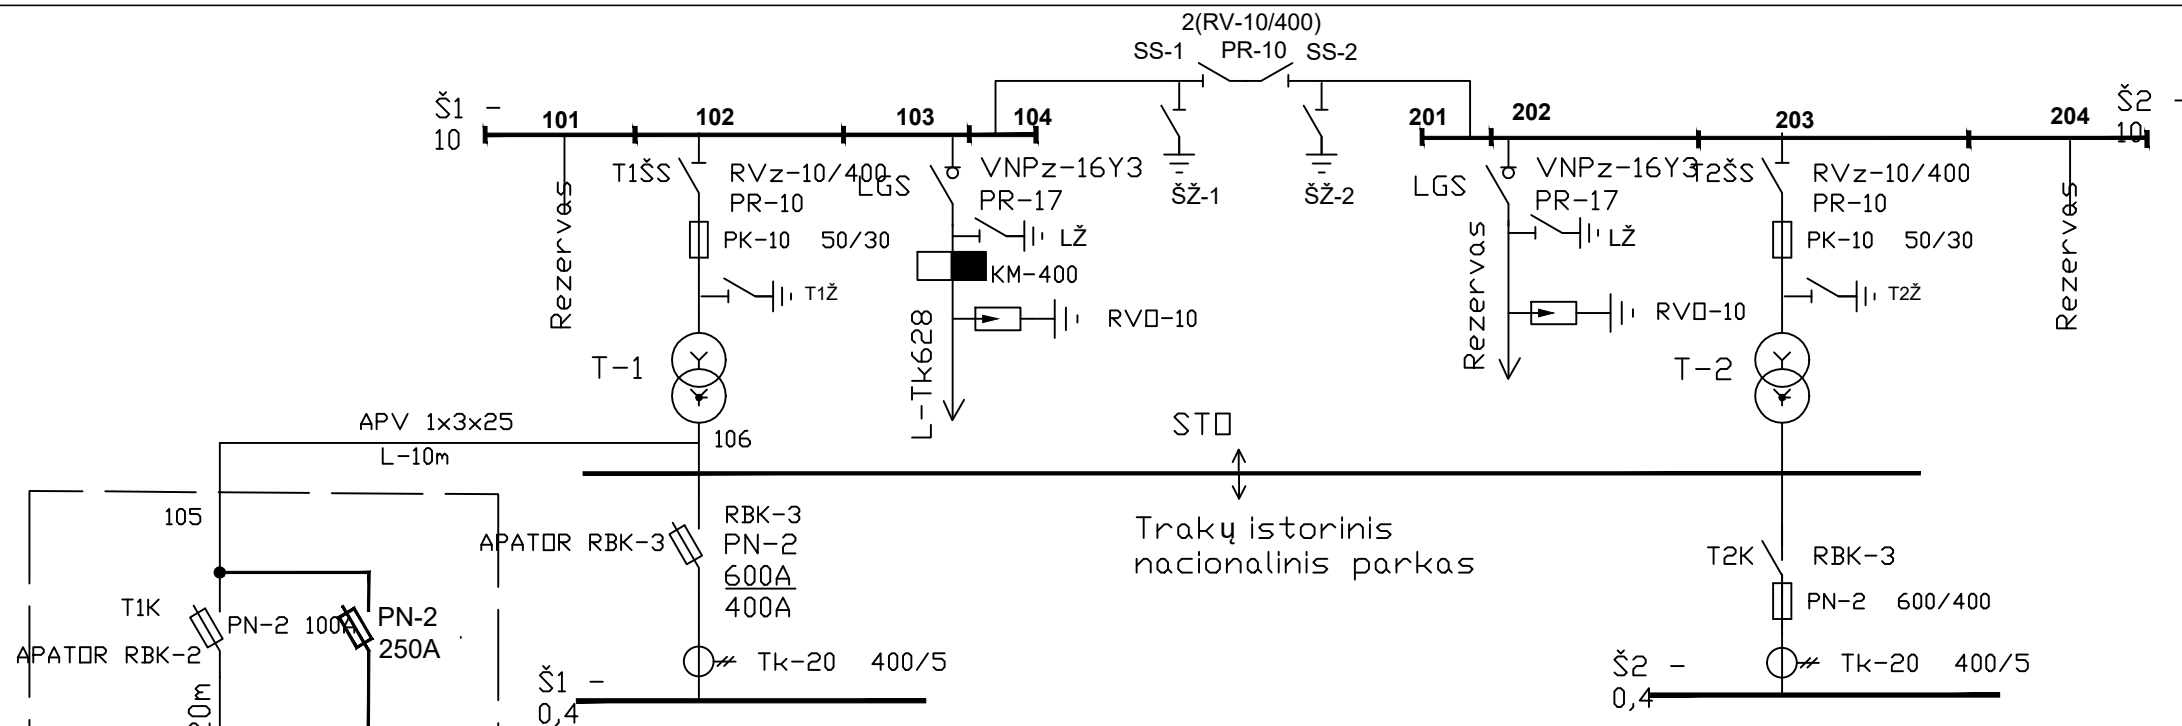 2(RV-10/400)
SS-1 PR-10 SS-2
Š1 -
10
101
102
103
104
201
202
203
204
Š2 -
10
Rezervas
T1ŠS
RVz-10/400
PR-10
PK-10 50/30
T1Ž
T-1
LGS
VNPz-16Y3
PR-17
LŽ
KM-400
RVO-10
L-Tk628
ŠŽ-1
ŠŽ-2
LGS
VNPz-16Y3
PR-17
LŽ
Rezervas
RVO-10
T2ŠS
RVz-10/400
PR-10
PK-10 50/30
T2Ž
T-2
Rezervas
APV 1x3x25
L-10m
106
STO
Trakų istorinis
nacionalinis parkas
105
T1K
PN-2 100A
APATOR RBK-2
20m
PN-2
250A
APATOR RBK-3
RBK-3
PN-2
600A
400A
Tk-20 400/5
Š1 -
0,4
T2K
RBK-3
PN-2 600/400
Tk-20 400/5
Š2 -
0,4